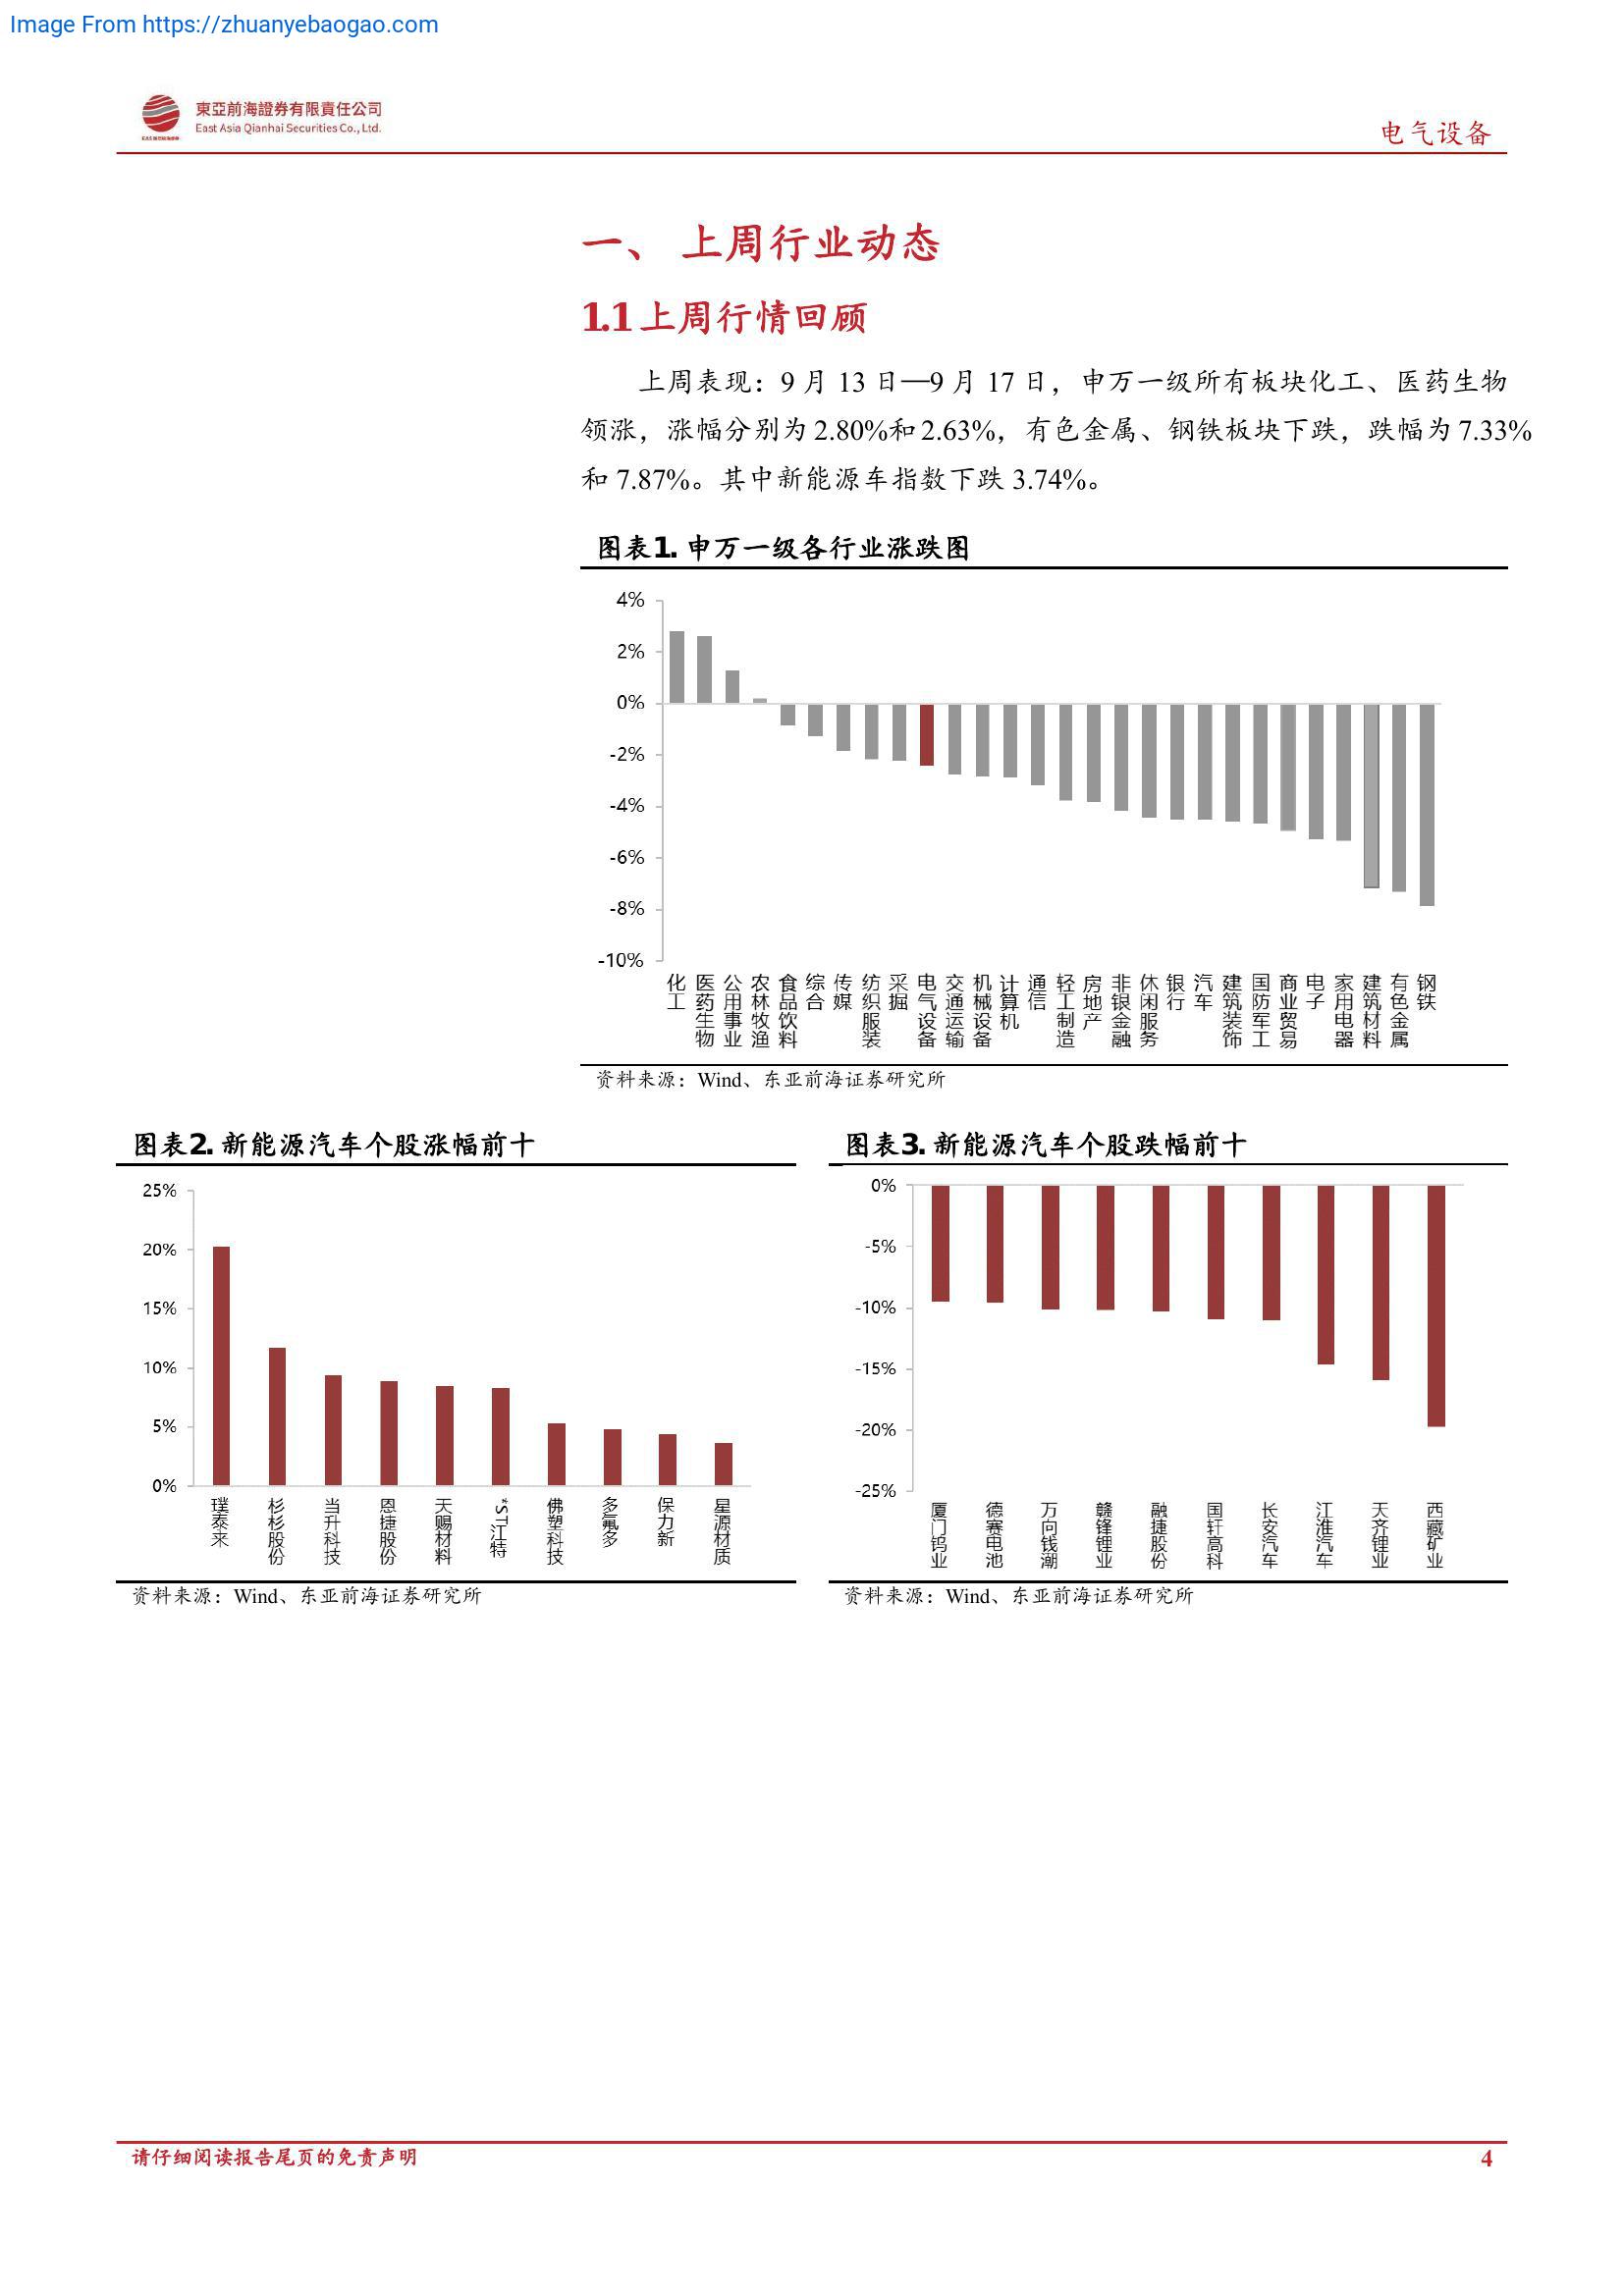 Image From https://zhuanyebaogao.com
東亞前海證券有限責任公司
East Asia Qianhai Securities Co., Ltd.
电气设备
一、 上周行业动态
1.1 上周行情回顾
上周表现：9 月 13 日—9 月 17 日，申万一级所有板块化工、医药生物
领涨，涨幅分别为 2.80%和 2.63%，有色金属、钢铁板块下跌，跌幅为 7.33%
和 7.87%。其中新能源车指数下跌 3.74%。
图表1. 申万一级各行业涨跌图
4%
2%
0%
-2%
-4%
-6%
-8%
-10%
化工
医药生物
公用事业
农林牧渔
食品饮料
综合
传媒
纺织服装
采掘
电气设备
交通运输
机械设备
计算机
通信
轻工制造
房地产
非银金融
休闲服务
银行
汽车
建筑装饰
国防军工
商业贸易
电子
家用电器
建筑材料
有色金属
钢铁
资料来源：Wind、东亚前海证券研究所
图表2. 新能源汽车个股涨幅前十
25%
20%
15%
10%
5%
0%
璞泰来
杉杉股份
当升科技
恩捷股份
天赐材料
*ST江特
佛塑科技
多氟多
保力新
星源材质
资料来源：Wind、东亚前海证券研究所
图表3. 新能源汽车个股跌幅前十
0%
-5%
-10%
-15%
-20%
-25%
厦门钨业
德赛电池
万向钱潮
赣锋锂业
融捷股份
国轩高科
长安汽车
江淮汽车
天齐锂业
西藏矿业
资料来源：Wind、东亚前海证券研究所
请仔细阅读报告尾页的免责声明
4